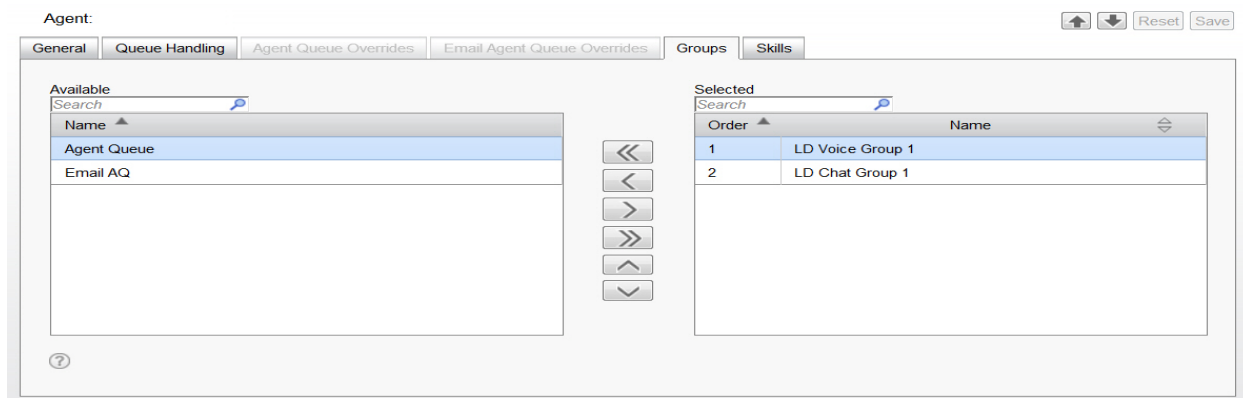 Agent:
Reset Save
General Queue Handling Agent Queue Overrides Email Agent Queue Overrides Groups Skills
Available Selected
Search Search
Name Order Name
Agent Queue 1 LD Voice Group 1
Email AQ 2 LD Chat Group 1
?